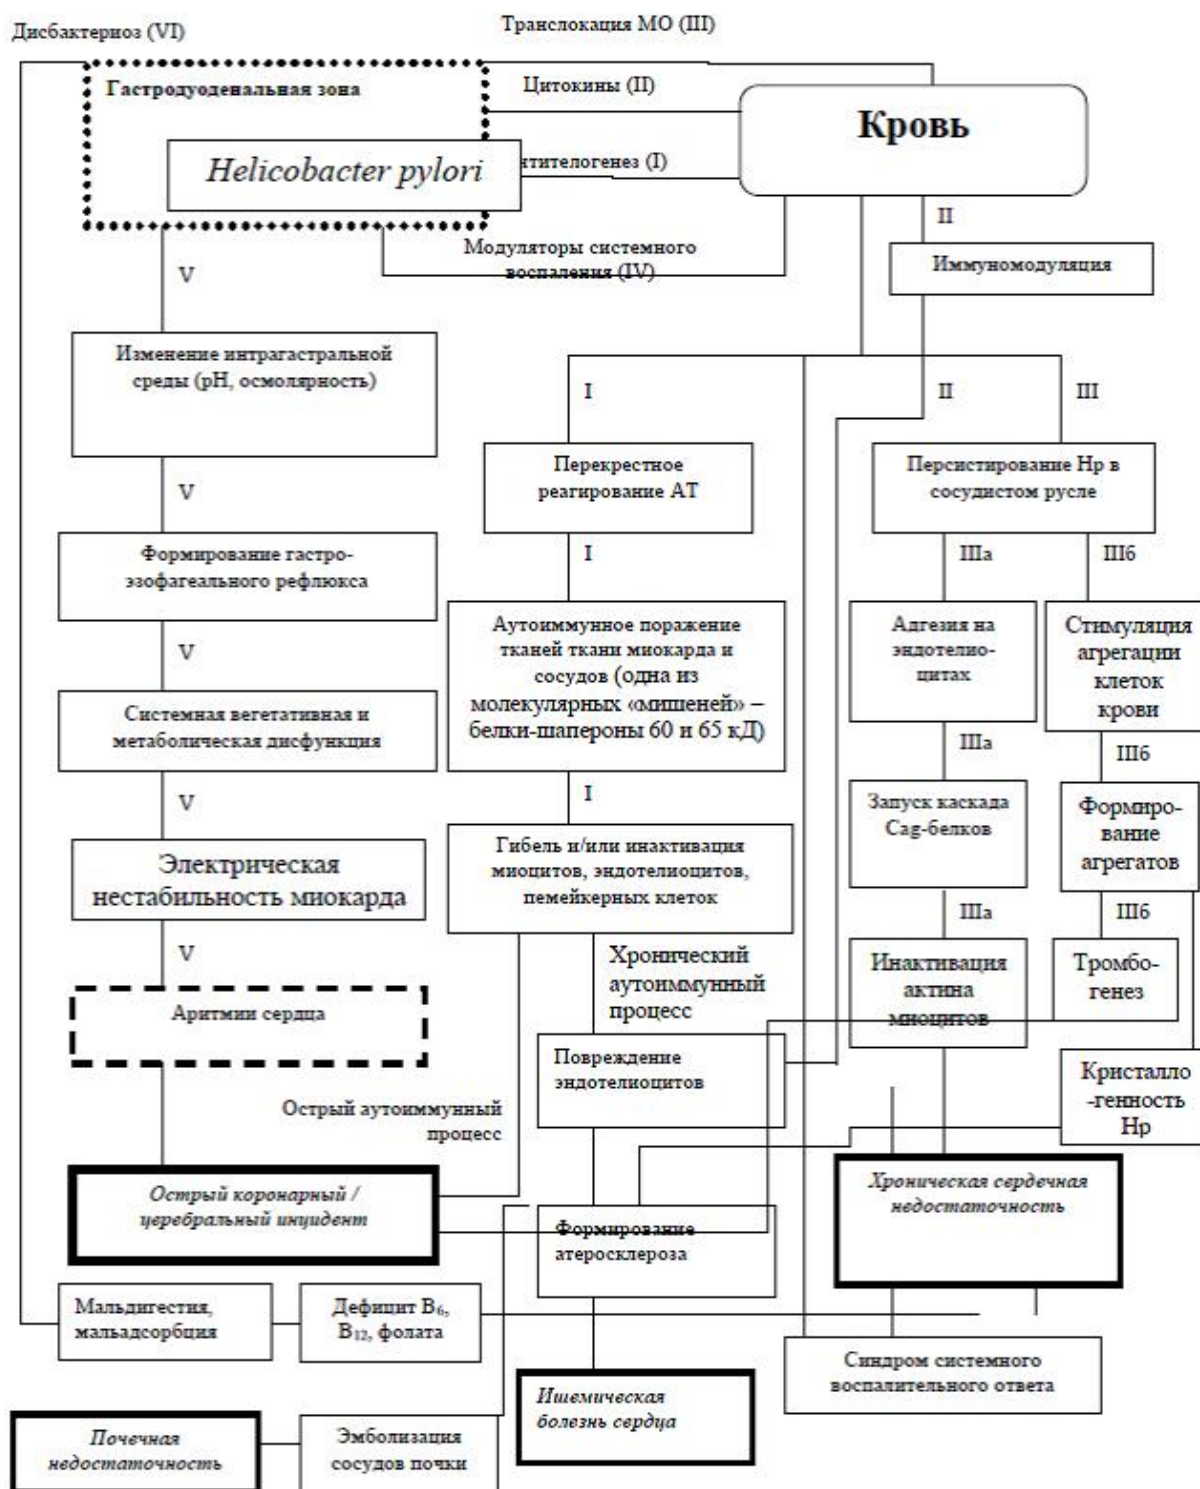 Дисбактериоз (VI)
Транслокация МО (III)
Гастродуоденальная зона
Цитокины (II)
Кровь
Helicobacter pylori
нтителогенез (I)
II
Модуляторы системного
воспаления (IV)
V
Иммуномодуляция
Изменение интрагастральной
среды (pH, осмолярность)
I
II
III
Перекрестное
реагирование АТ
Персистирование Нр в
сосудистом русле
V
Формирование гастро-
эзофагеального рефлюкса
I
IIIа
IIIб
Аутоиммунное поражение
тканей ткани миокарда и
сосудов (одна из
молекулярных «мишеней» –
белки-шапероны 60 и 65 кД)
Адгезия на
эндотелио-
цитах
Стимуляция
агрегации
клеток
крови
V
Системная вегетативная и
метаболическая дисфункция
IIIа
IIIб
V
I
Запуск каскада
Cag-белков
Формиро-
вание
агрегатов
Электрическая
нестабильность миокарда
Гибель и/или инактивация
миоцитов, эндотелиоцитов,
пемейкерных клеток
IIIа
IIIб
V
Хронический
аутоиммунный
процесс
Инактивация
актина
миоцитов
Тромбо-
генез
Аритмии сердца
Повреждение
эндотелиоцитов
Кристалло
-генность
Нр
Острый аутоиммунный
процесс
Острый коронарный /
церебральный инцидент
Формирование
атеросклероза
Хроническая сердечная
недостаточность
Мальдигестия,
мальадсорбция
Дефицит В₆,
В₁₂, фолата
Синдром системного
воспалительного ответа
Ишемическая
болезнь сердца
Почечная
недостаточность
Эмболизация
сосудов почки